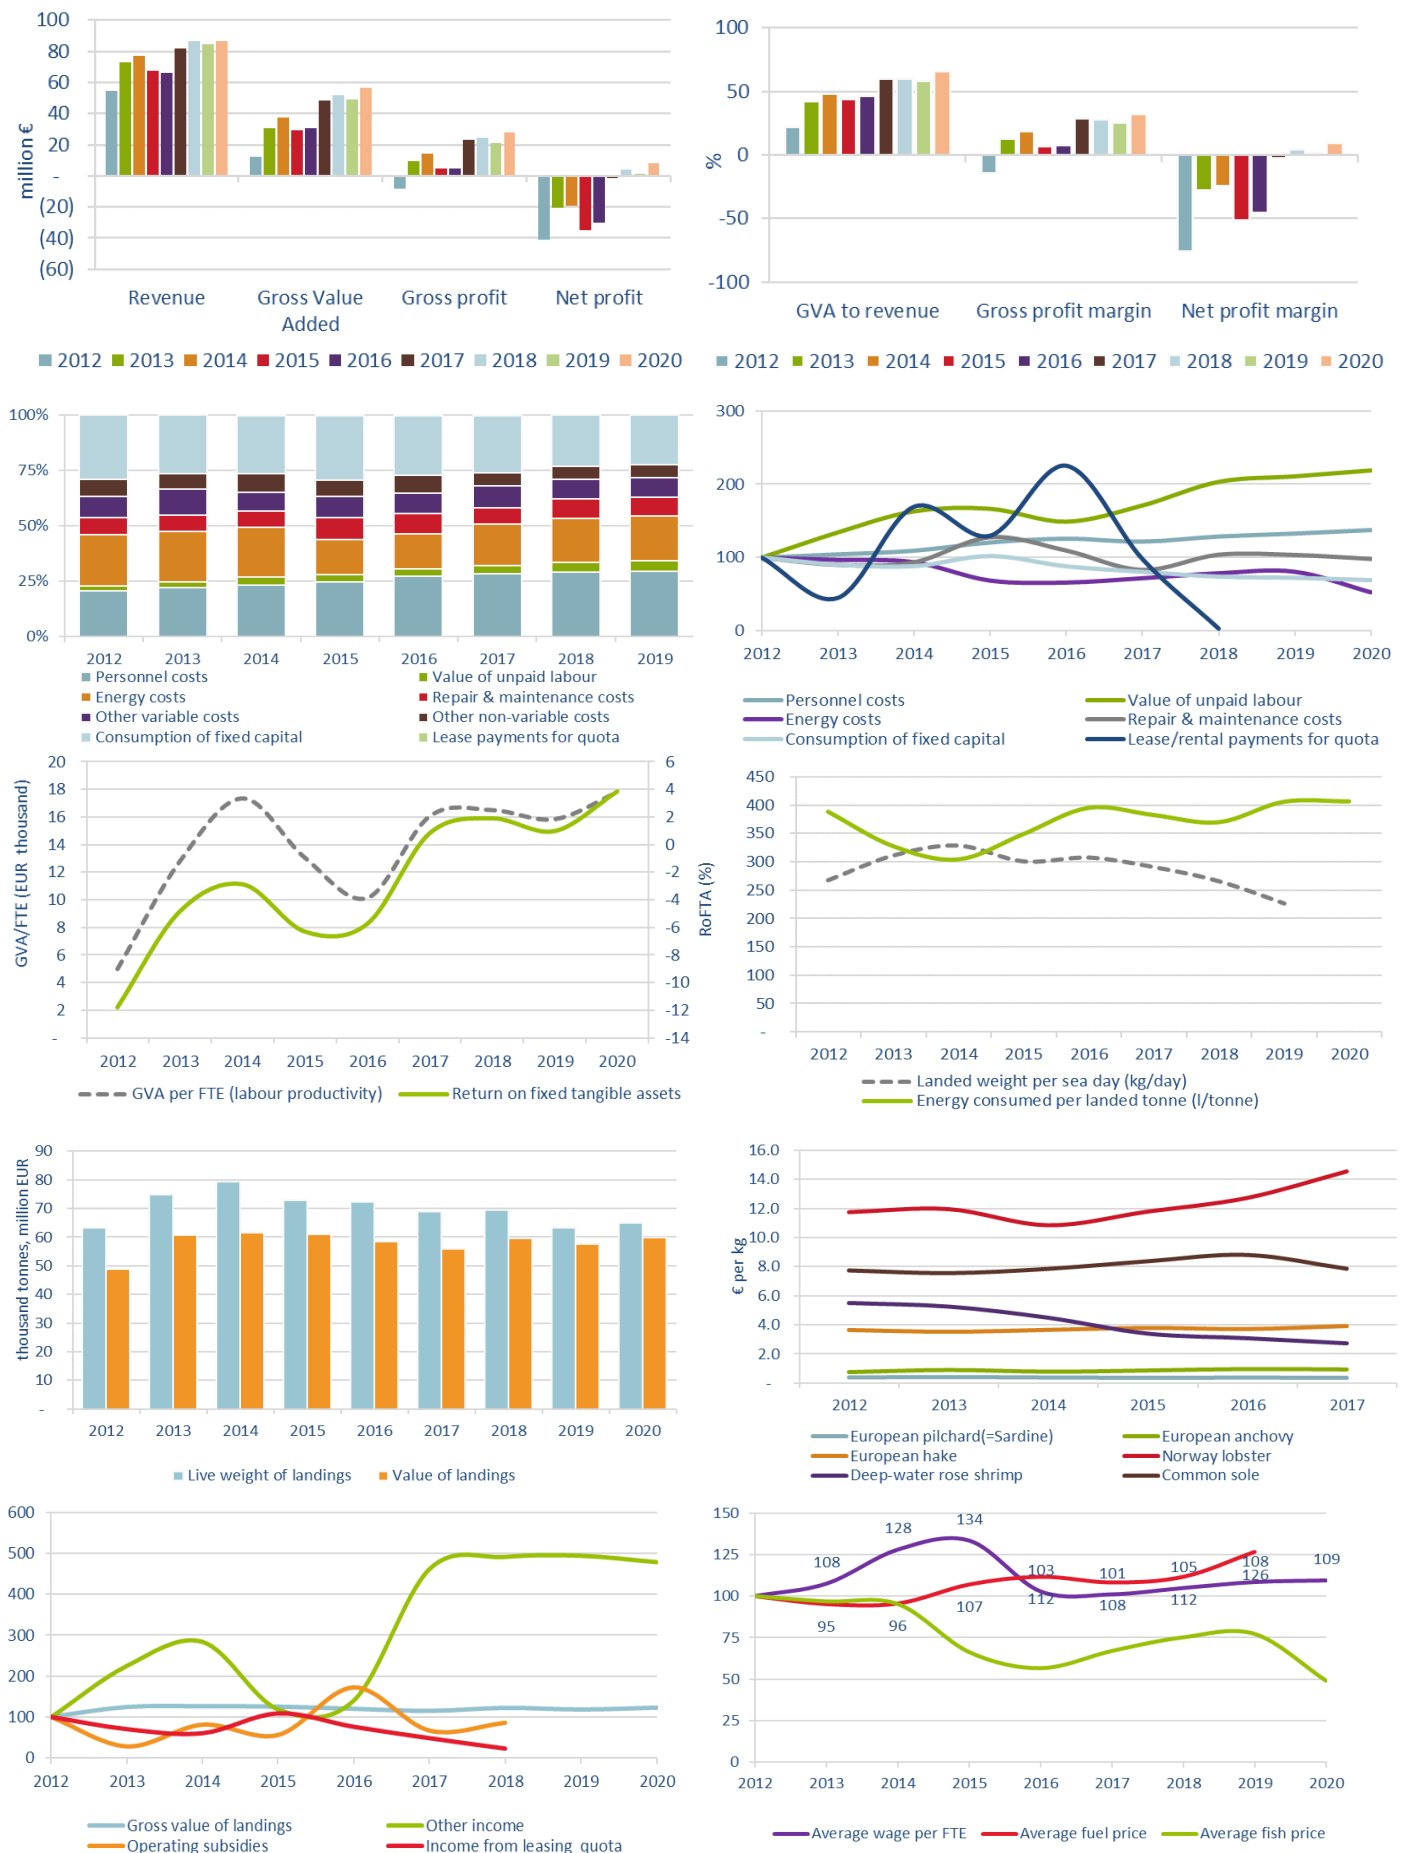 100
80
60
40
20
-
(20)
(40)
(60)
million €
Revenue
Gross Value
Added
Gross profit
Net profit
2012 2013 2014 2015 2016 2017 2018 2019 2020
100
50
0
-50
-100
%
GVA to revenue
Gross profit margin
Net profit margin
2012 2013 2014 2015 2016 2017 2018 2019 2020
100%
75%
50%
25%
0%
2012 2013 2014 2015 2016 2017 2018 2019
Personnel costs
Value of unpaid labour
Energy costs
Repair & maintenance costs
Other variable costs
Other non-variable costs
Consumption of fixed capital
Lease payments for quota
300
200
100
0
2012 2013 2014 2015 2016 2017 2018 2019 2020
Personnel costs
Value of unpaid labour
Energy costs
Repair & maintenance costs
Consumption of fixed capital
Lease/rental payments for quota
20
18
16
14
12
10
8
6
4
2
-
GVA/FTE (EUR thousand)
6
4
2
0
-2
-4
-6
-8
-10
-12
-14
RoFTA (%)
2012 2013 2014 2015 2016 2017 2018 2019 2020
GVA per FTE (labour productivity)
Return on fixed tangible assets
450
400
350
300
250
200
150
100
50
-
2012 2013 2014 2015 2016 2017 2018 2019 2020
Landed weight per sea day (kg/day)
Energy consumed per landed tonne (l/tonne)
90
80
70
60
50
40
30
20
10
-
thousand tonnes, million EUR
2012 2013 2014 2015 2016 2017 2018 2019 2020
Live weight of landings
Value of landings
16.0
14.0
12.0
10.0
8.0
6.0
4.0
2.0
-
€ per kg
2012 2013 2014 2015 2016 2017
European pilchard(=Sardine)
European anchovy
European hake
Norway lobster
Deep-water rose shrimp
Common sole
600
500
400
300
200
100
0
2012 2013 2014 2015 2016 2017 2018 2019 2020
Gross value of landings
Other income
Operating subsidies
Income from leasing quota
150
125
100
75
50
25
0
108
128
134
103
101
105
108
109
95
96
107
112
108
112
126
2012 2013 2014 2015 2016 2017 2018 2019 2020
Average wage per FTE
Average fuel price
Average fish price